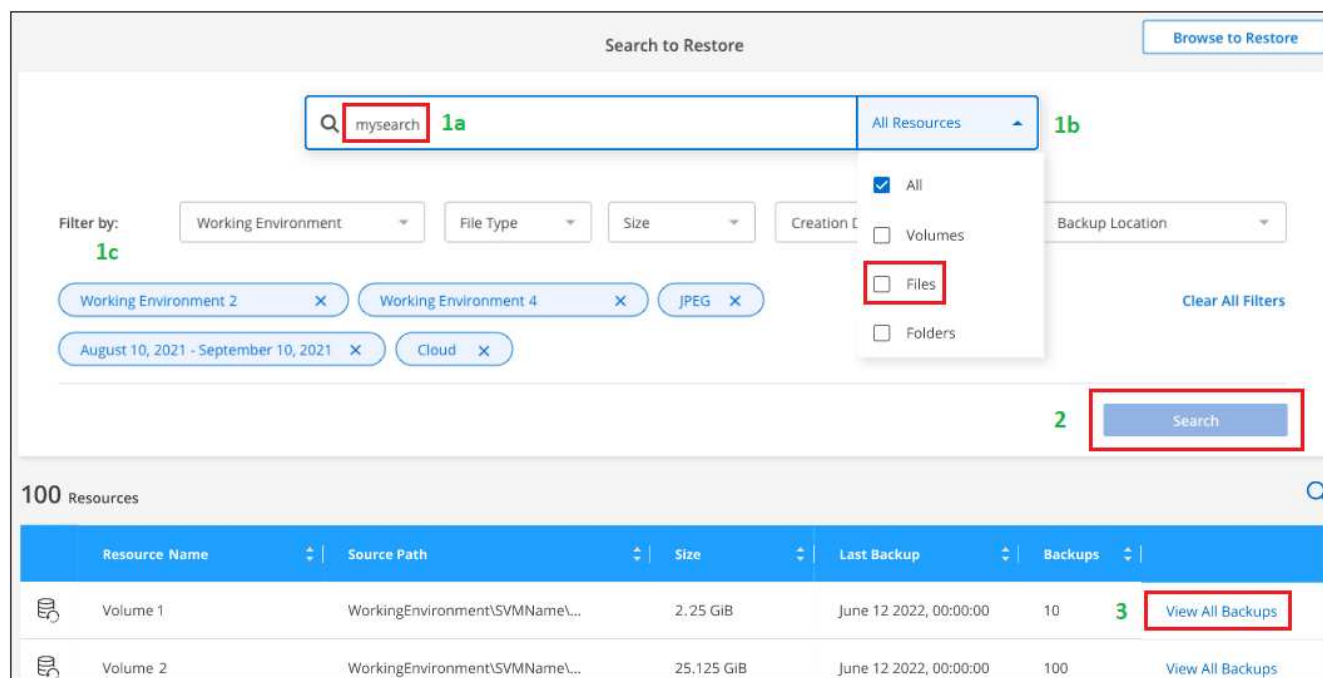 Search to Restore
Browse to Restore
mysearch 1a
All Resources
1b
All
Volumes
Files
Folders
Filter by:
Working Environment
File Type
Size
Creation D
Backup Location
1c
Working Environment 2 X
Working Environment 4 X
JPEG X
Clear All Filters
August 10, 2021 - September 10, 2021 X
Cloud X
2
Search
100 Resources
Resource Name Source Path Size Last Backup Backups
Volume 1 WorkingEnvironment\SVMName\... 2.25 GiB June 12 2022, 00:00:00 10 3 View All Backups
Volume 2 WorkingEnvironment\SVMName\... 25.125 GiB June 12 2022, 00:00:00 100 View All Backups